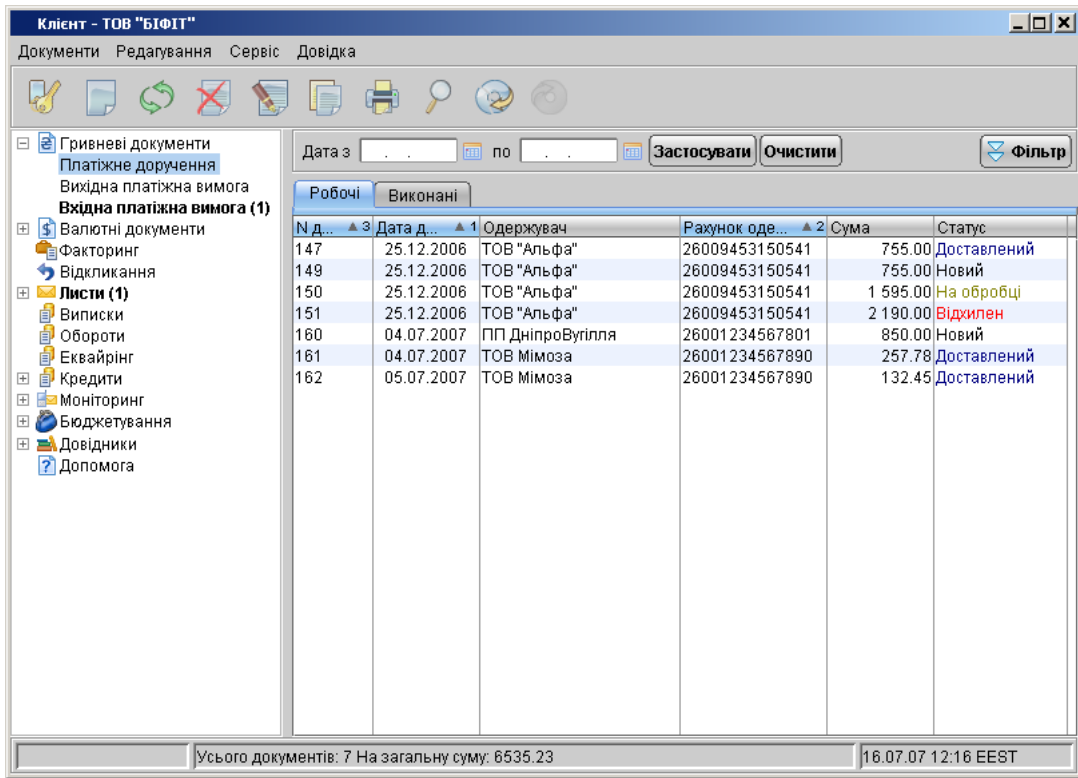 Клієнт - ТОВ "БІФІТ"
Документи Редагування Сервіс Довідка
Гривневі документи
Платіжне доручення
Вихідна платіжна вимога
Вхідна платіжна вимога (1)
Валютні документи
Факторинг
Відкликання
Листи (1)
Виписки
Обороти
Еквайрінг
Кредити
Моніторинг
Бюджетування
Довідники
Допомога
Дата з . . по . . Застосувати Очистити Фільтр
Робочі Виконані
N д... 3 Дата д... 1 Одержувач Рахунок оде... 2 Сума Статус
147 25.12.2006 ТОВ "Альфа" 26009453150541 755.00 Доставлений
149 25.12.2006 ТОВ "Альфа" 26009453150541 755.00 Новий
150 25.12.2006 ТОВ "Альфа" 26009453150541 1 595.00 На обробці
151 25.12.2006 ТОВ "Альфа" 26009453150541 2 190.00 Відхилен
160 04.07.2007 ПП ДніпроВугілля 26001234567801 850.00 Новий
161 04.07.2007 ТОВ Мімоза 26001234567890 257.78 Доставлений
162 05.07.2007 ТОВ Мімоза 26001234567890 132.45 Доставлений
Усього документів: 7 На загальну суму: 6535.23
16.07.07 12:16 EEST